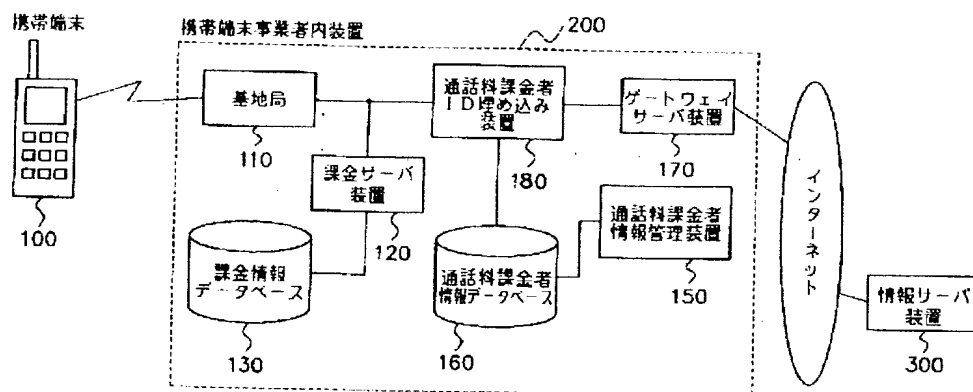 携帯端末
携帯端末事業者内装置
200
基地局
110
通話料課金者
ID埋め込み
装置
180
ゲートウェイ
サーバ装置
170
100
課金サーバ
装置
120
通話料課金者
情報管理装置
150
課金情報
データベース
130
通話料課金者
情報データベース
160
インターネット
情報サーバ
装置
300